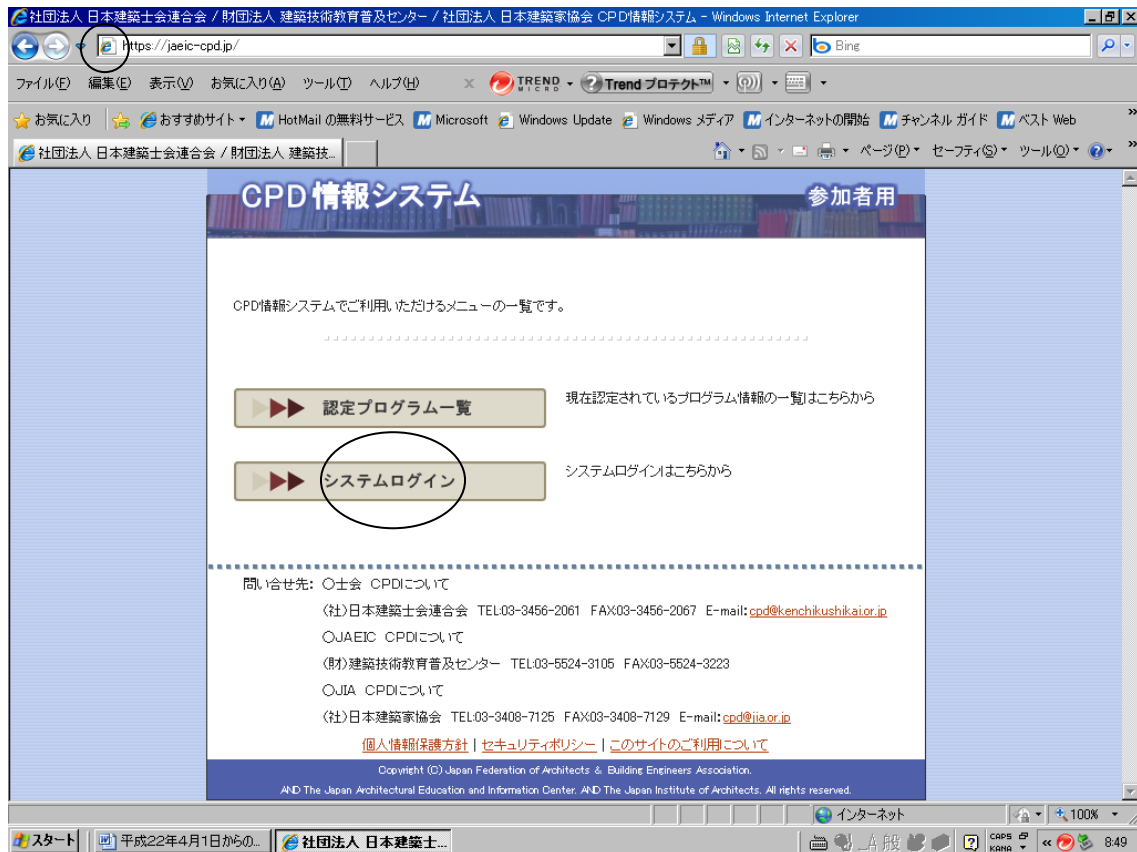 社団法人 日本建築士会連合会 / 財団法人 建築技術教育普及センター / 社団法人 日本建築家協会 CPD情報システム - Windows Internet Explorer
https://jaeic-cpd.jp/
Bing
ファイル(F) 編集(E) 表示(V) お気に入り(A) ツール(T) ヘルプ(H) x TREND MICRO Trend プロテクト™
お気に入り おすすめサイト HotMail の無料サービス Microsoft Windows Update Windows メディア インターネットの開始 チャンネル ガイド ベスト Web »
社団法人 日本建築士会連合会 / 財団法人 建築技... ページ(P) セーフティ(S) ツール(O) »
CPD情報システム 参加者用
CPD情報システムでご利用いただけるメニューの一覧です。
認定プログラム一覧 現在認定されているプログラム情報の一覧はこちらから
システムログイン システムログインはこちらから
問い合せ先: ○士会 CPDについて
(社)日本建築士会連合会 TEL:03-3456-2061 FAX:03-3456-2067 E-mail:cpd@kenchikushikai.or.jp
○JAEIC CPDについて
(財)建築技術教育普及センター TEL:03-5524-3105 FAX:03-5524-3223
○JIA CPDについて
(社)日本建築家協会 TEL:03-3408-7125 FAX:03-3408-7129 E-mail:cpd@jia.or.jp
個人情報保護方針 | セキュリティポリシー | このサイトのご利用について
Copyright (C) Japan Federation of Architects & Building Engineers Association.
AND The Japan Architectural Education and Information Center. AND The Japan Institute of Architects. All rights reserved.
インターネット 100%
スタート 平成22年4月1日からの... 社団法人 日本建築士... A 般 CAPS KANA « 8:49